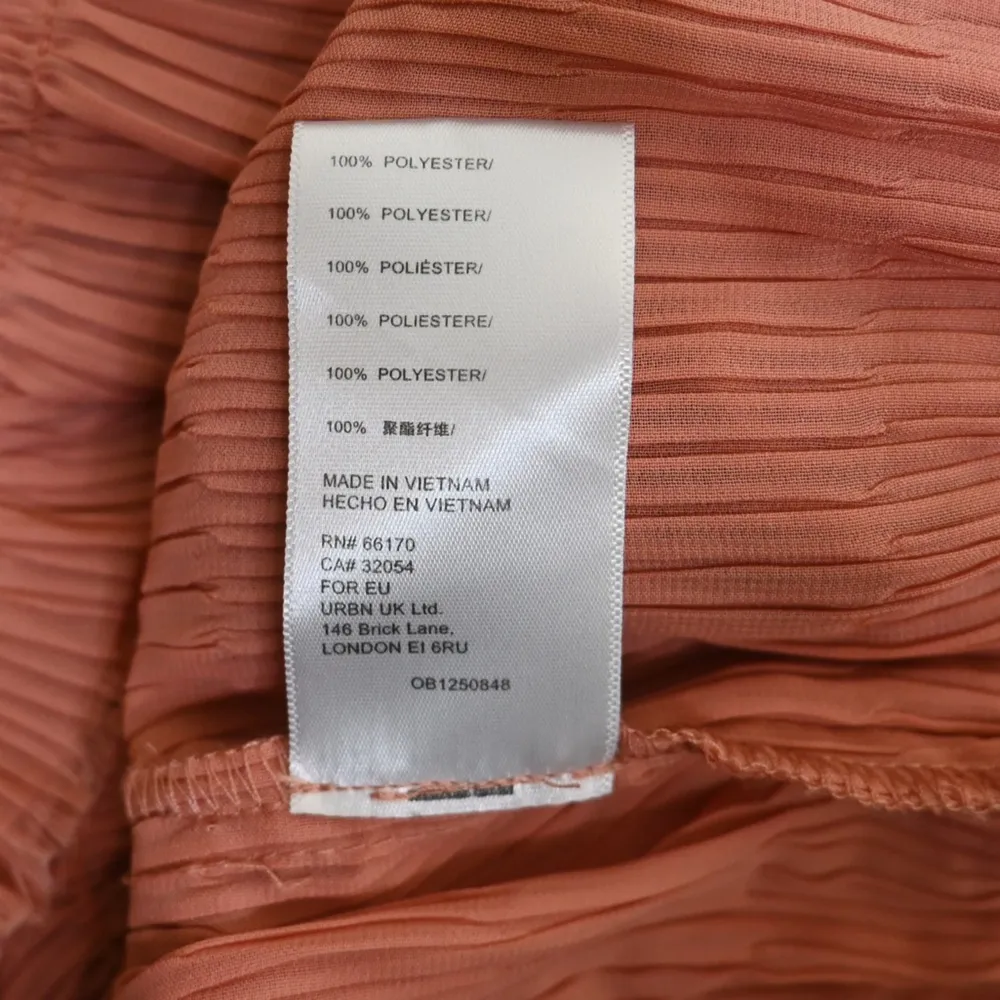 100% POLYESTER/
100% POLYESTER/
100% POLIÉSTER/
100% POLIESTERE/
100% POLYESTER/
100% 聚酯纤维/
MADE IN VIETNAM
HECHO EN VIETNAM
RN# 66170
CA# 32054
FOR EU
URBN UK Ltd.
146 Brick Lane,
LONDON EI 6RU
OB1250848